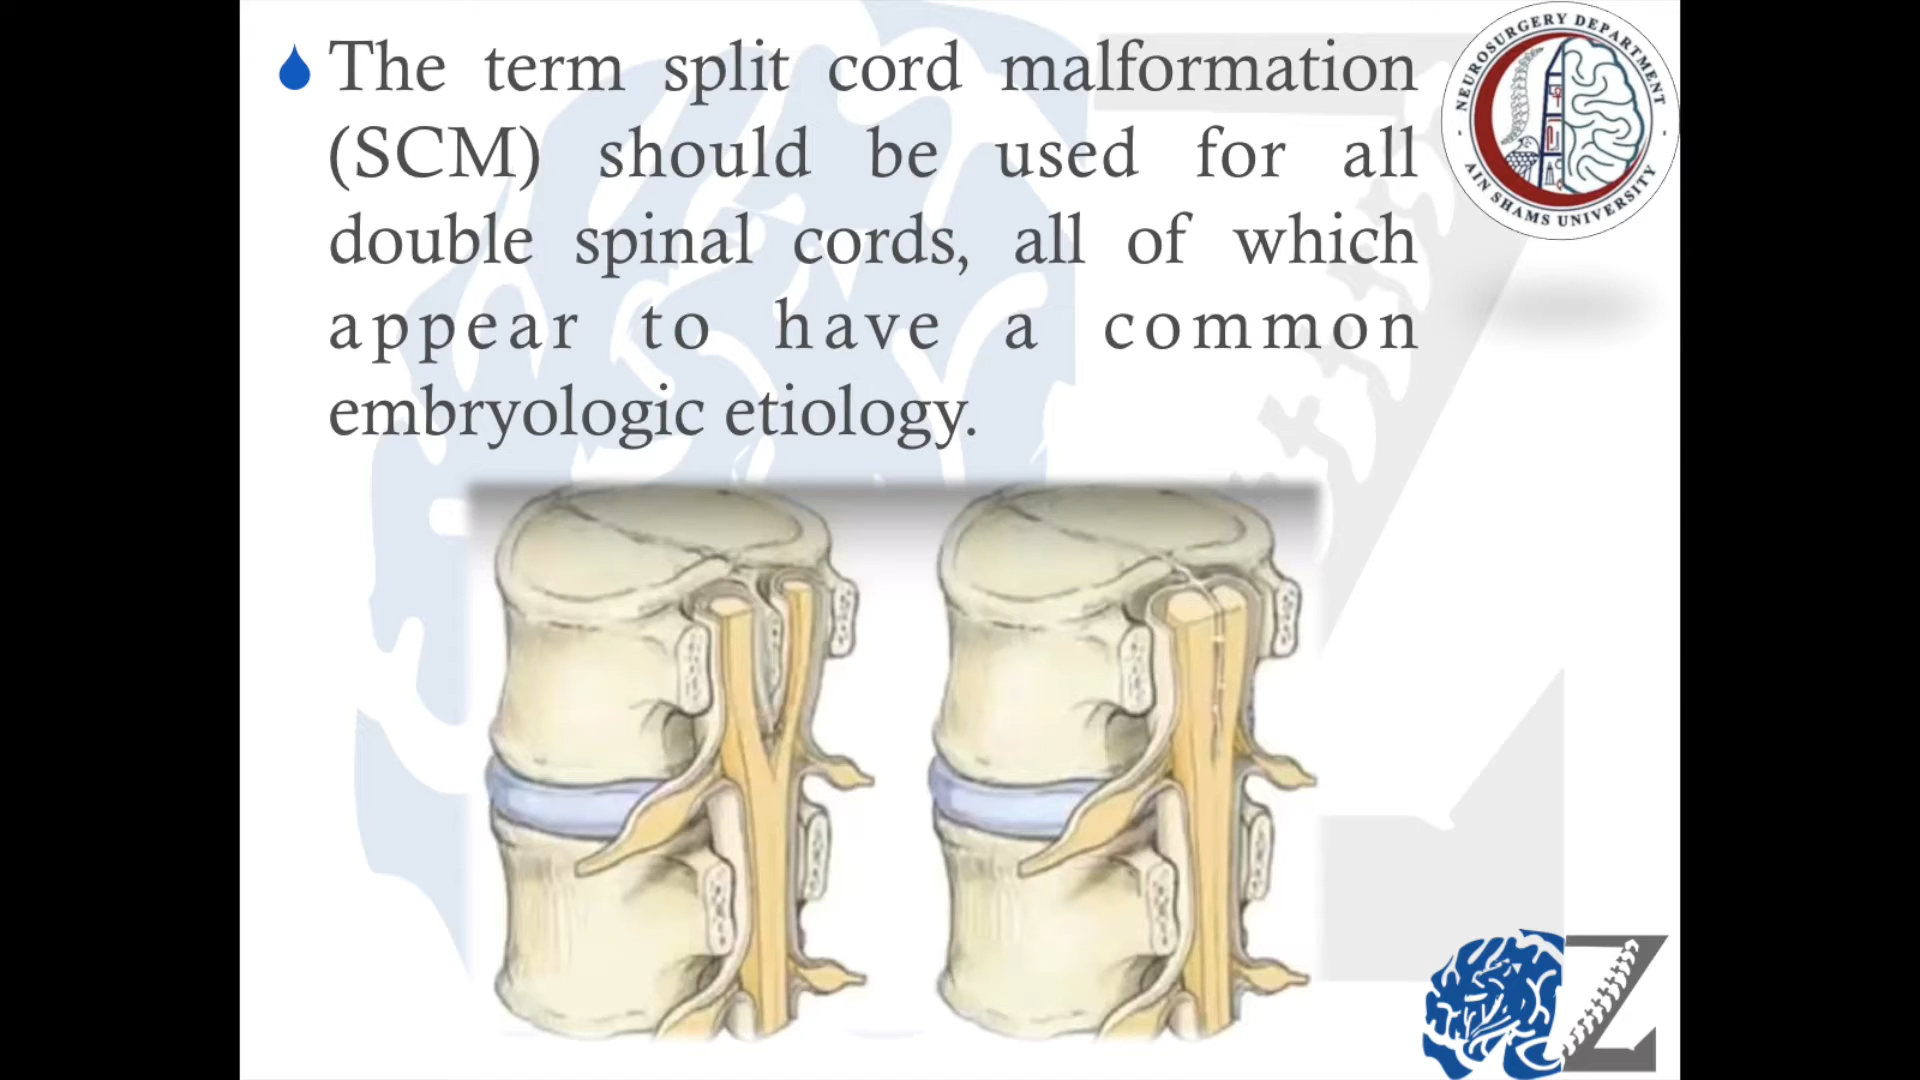 The term split cord malformation
(SCM) should be used for all
double spinal cords, all of which
appear to have a common
embryologic etiology.
NEUROSURGERY DEPARTMENT
AIN SHAMS UNIVERSITY
Z